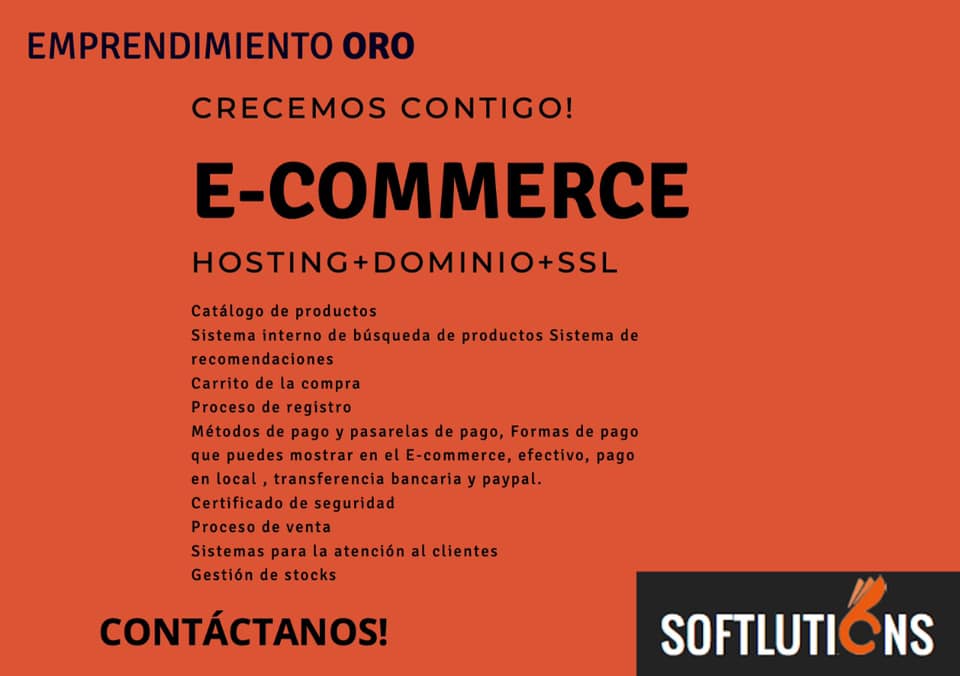 EMPRENDIMIENTO ORO
CRECEMOS CONTIGO!
E-COMMERCE
HOSTING+DOMINIO+SSL
Catálogo de productos
Sistema interno de búsqueda de productos Sistema de
recomendaciones
Carrito de la compra
Proceso de registro
Métodos de pago y pasarelas de pago, Formas de pago
que puedes mostrar en el E-commerce, efectivo, pago
en local , transferencia bancaria y paypal.
Certificado de seguridad
Proceso de venta
Sistemas para la atención al clientes
Gestión de stocks
CONTÁCTANOS!
SOFTLUTIONS